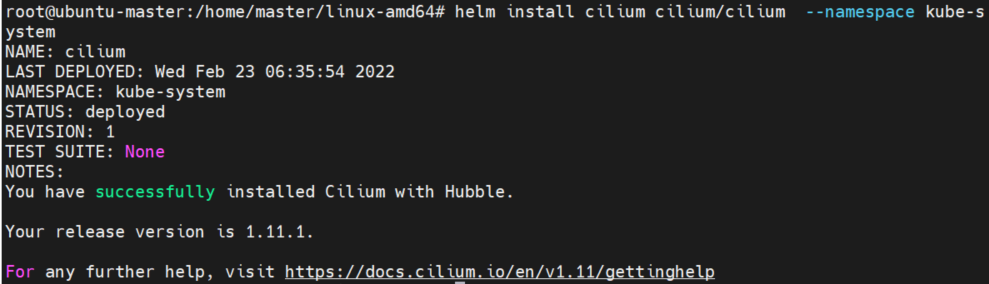 root@ubuntu-master:/home/master/linux-amd64# helm install cilium cilium/cilium  --namespace kube-s
ystem
NAME: cilium
LAST DEPLOYED: Wed Feb 23 06:35:54 2022
NAMESPACE: kube-system
STATUS: deployed
REVISION: 1
TEST SUITE: None
NOTES:
You have successfully installed Cilium with Hubble.
Your release version is 1.11.1.
For any further help, visit https://docs.cilium.io/en/v1.11/gettinghelp